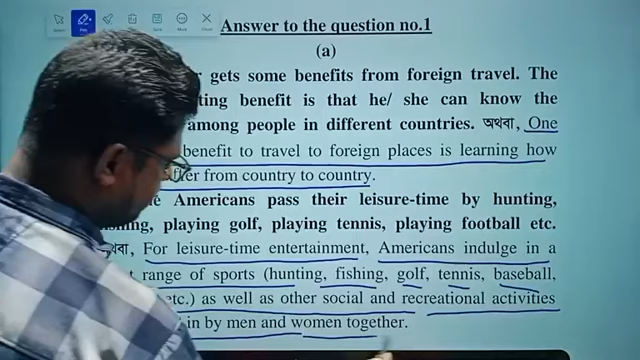 Answer to the question no.1
(a)
gets some benefits from foreign travel. The
benefit is that he/ she can know the
among people in different countries. অথবা, One
benefit to travel to foreign places is learning how
from country to country.
Americans pass their leisure-time by hunting,
playing golf, playing tennis, playing football etc.
For leisure-time entertainment, Americans indulge in a
range of sports (hunting, fishing, golf, tennis, baseball,
etc.) as well as other social and recreational activities
in by men and women together.